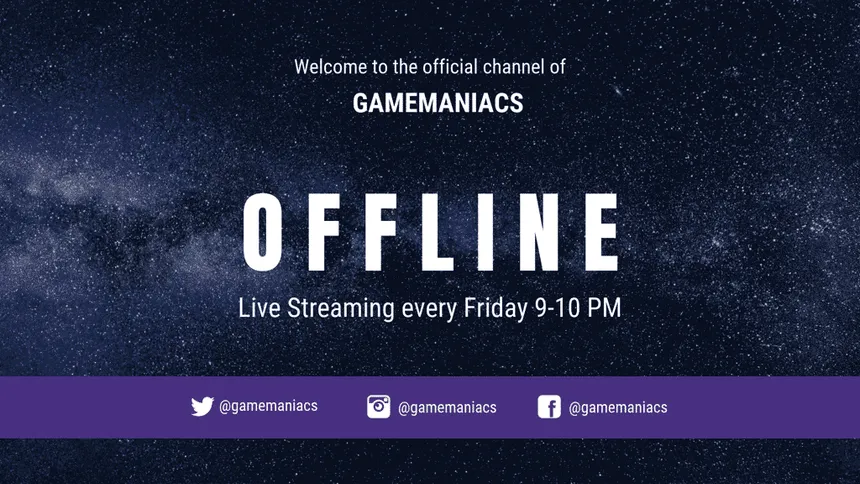 Welcome to the official channel of
GAMEMANIACS
OFFLINE
Live Streaming every Friday 9-10 PM
@gamemaniacs @gamemaniacs @gamemaniacs